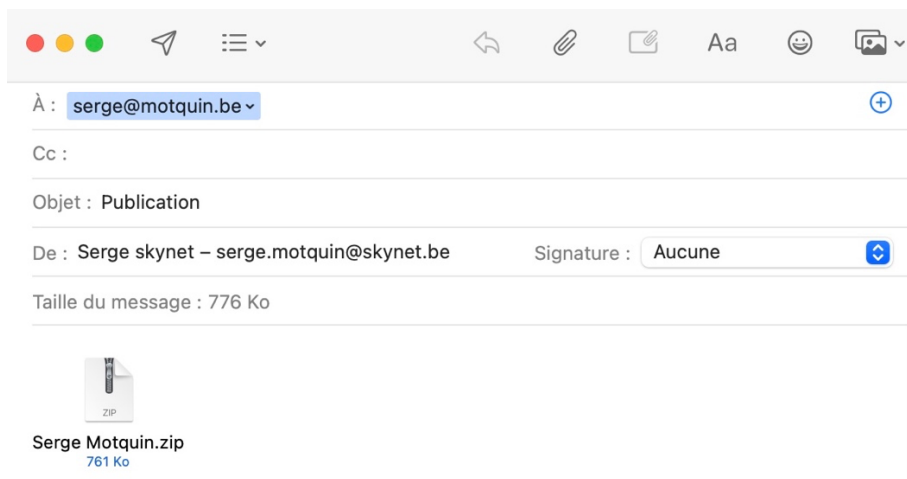 Aa
À : serge@motquin.be
Cc :
Objet : Publication
De : Serge skynet – serge.motquin@skynet.be Signature : Aucune
Taille du message : 776 Ko
ZIP
Serge Motquin.zip
761 Ko